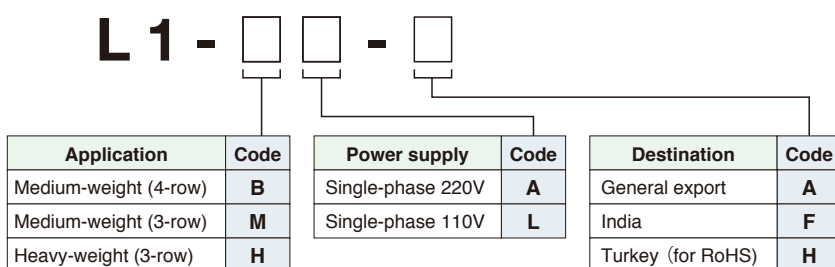 L 1 - □ □ - □
Application Code
Medium-weight (4-row) B
Medium-weight (3-row) M
Heavy-weight (3-row) H
Power supply Code
Single-phase 220V A
Single-phase 110V L
Destination Code
General export A
India F
Turkey (for RoHS) H